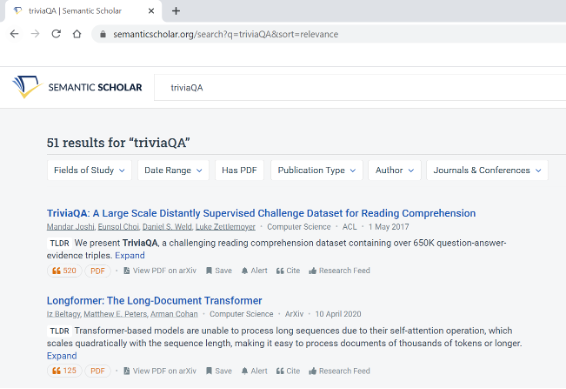 triviaQA | Semantic Scholar
semanticscholar.org/search?q=triviaQA&sort=relevance
SEMANTIC SCHOLAR triviaQA
51 results for “triviaQA”
Fields of Study Date Range Has PDF Publication Type Author Journals & Conferences
TriviaQA: A Large Scale Distantly Supervised Challenge Dataset for Reading Comprehension
Mandar Joshi, Eunsol Choi, Daniel S. Weld, Luke Zettlemoyer · Computer Science · ACL · 1 May 2017
TLDR We present TriviaQA, a challenging reading comprehension dataset containing over 650K question-answer-
evidence triples. Expand
520 PDF · View PDF on arXiv Save Alert Cite Research Feed
Longformer: The Long-Document Transformer
Iz Beltagy, Matthew E. Peters, Arman Cohan · Computer Science · ArXiv · 10 April 2020
TLDR Transformer-based models are unable to process long sequences due to their self-attention operation, which
scales quadratically with the sequence length, making it easy to process documents of thousands of tokens or longer.
Expand
125 PDF · View PDF on arXiv Save Alert Cite Research Feed